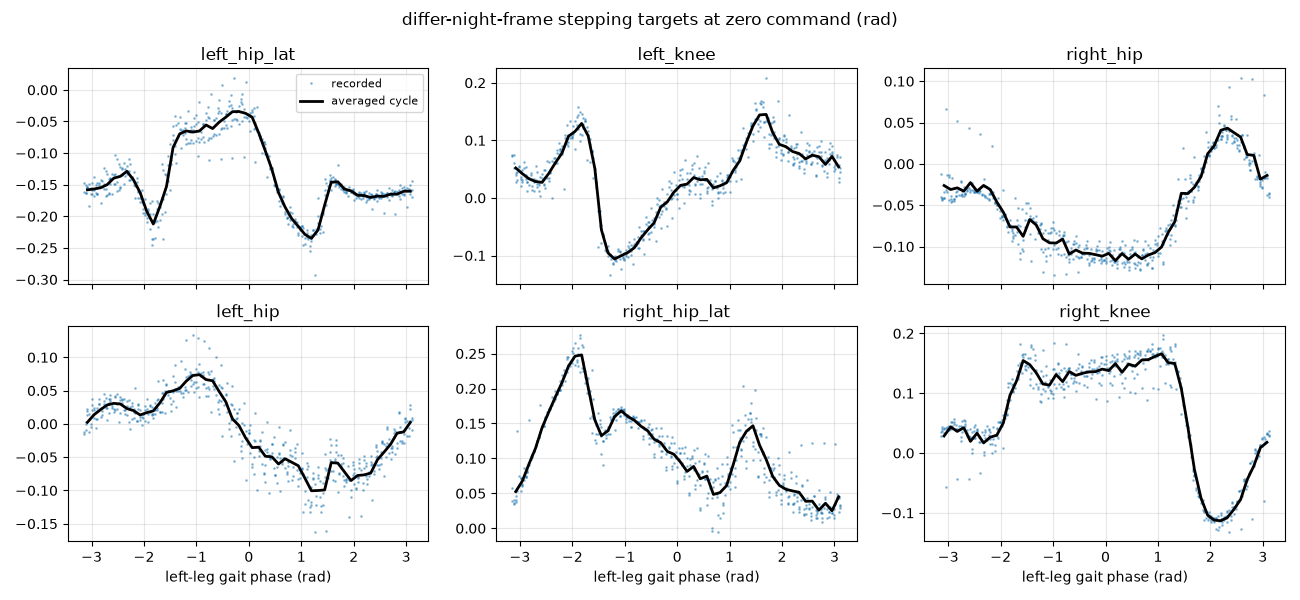 differ-night-frame stepping targets at zero command (rad)
left_hip_lat
left_knee
right_hip
recorded
averaged cycle
0.00
−0.05
−0.10
−0.15
−0.20
−0.25
−0.30
0.2
0.1
0.0
−0.1
0.10
0.05
0.00
−0.05
−0.10
left_hip
right_hip_lat
right_knee
0.10
0.05
0.00
−0.05
−0.10
−0.15
0.25
0.20
0.15
0.10
0.05
0.00
0.2
0.1
0.0
−0.1
−3 −2 −1 0 1 2 3
−3 −2 −1 0 1 2 3
−3 −2 −1 0 1 2 3
left-leg gait phase (rad)
left-leg gait phase (rad)
left-leg gait phase (rad)